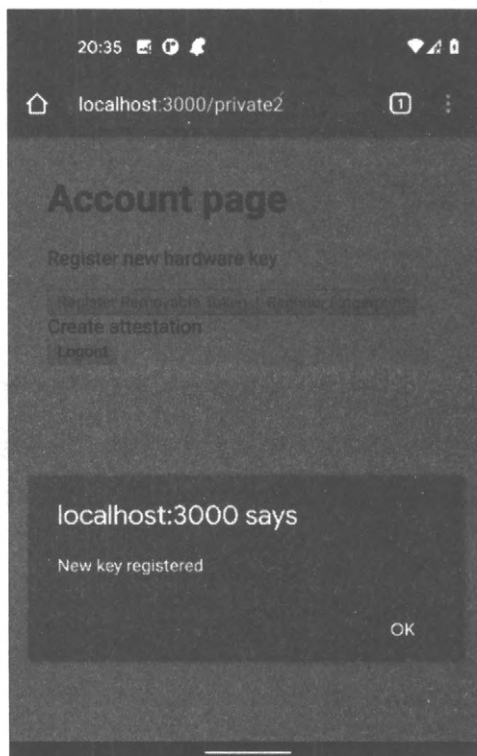 20:35
localhost:3000/private2
1
Account page
Register new hardware key
Register Removable Token Register Fingerprint
Create attestation
Logout
localhost:3000 says
New key registered
OK